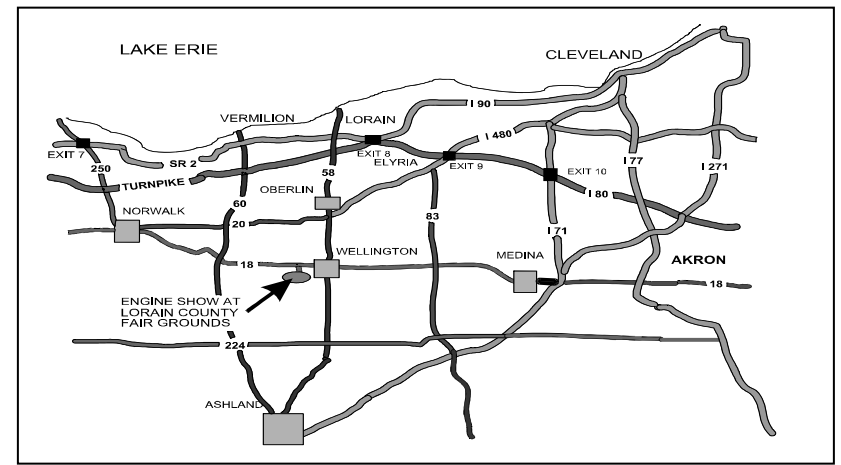 LAKE ERIE
CLEVELAND
I 90
VERMILION
LORAIN
I 480
EXIT 7
SR 2
EXIT 8
ELYRIA
EXIT 9
I 77
I 271
250
TURNPIKE
58
EXIT 10
OBERLIN
I 80
60
NORWALK
20
83
I 71
18
WELLINGTON
MEDINA
AKRON
18
ENGINE SHOW AT
LORAIN COUNTY
FAIR GROUNDS
224
ASHLAND